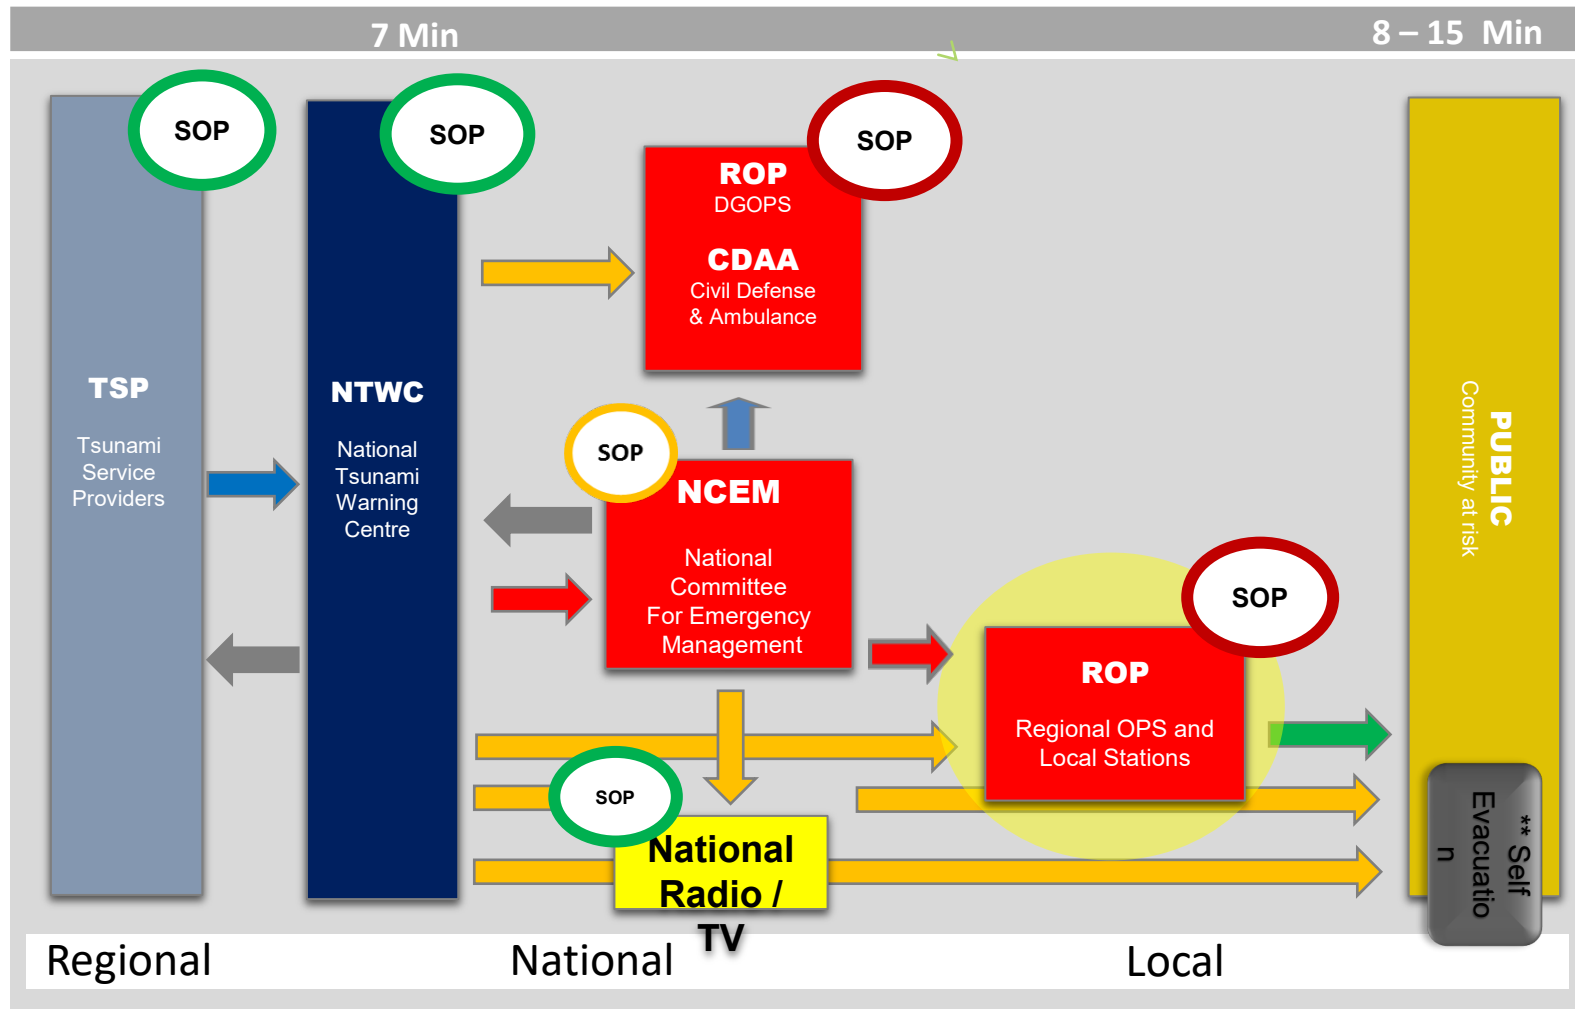 7 Min
8 – 15  Min
SOP
SOP
SOP
ROP
DGOPS
CDAA
Civil Defense
& Ambulance
TSP
Tsunami
Service
Providers
NTWC
National
Tsunami
Warning
Centre
SOP
NCEM
National
Committee
For Emergency
Management
SOP
ROP
Regional OPS and
Local Stations
PUBLIC
Community at risk
SOP
National
Radio /
TV
** Self
Evacuatio
n
Regional
National
Local